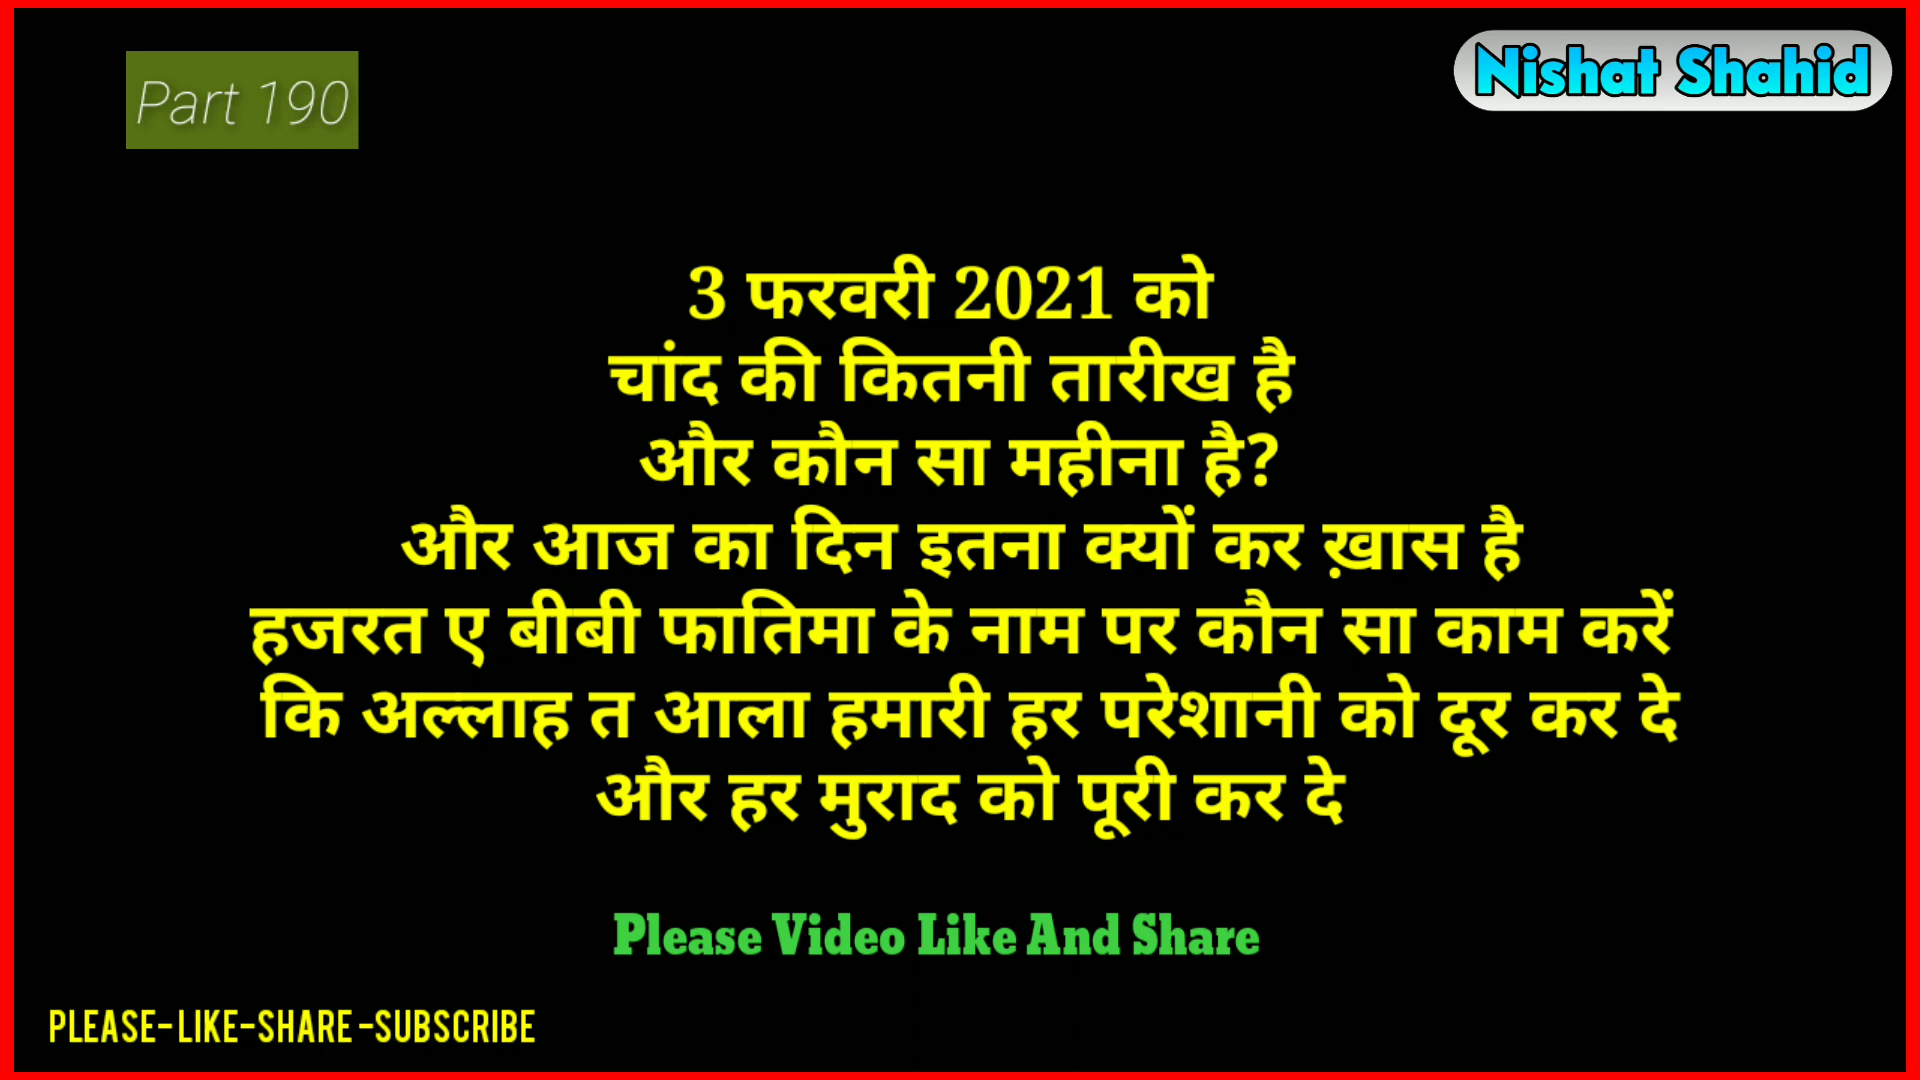 Part 190
Nishat Shahid
3 फरवरी 2021 को
चांद की कितनी तारीख है
और कौन सा महीना है?
और आज का दिन इतना क्यों कर ख़ास है
हजरत ए बीबी फातिमा के नाम पर कौन सा काम करें
कि अल्लाह त आला हमारी हर परेशानी को दूर कर दे
और हर मुराद को पूरी कर दे
Please Video Like And Share
PLEASE-LIKE-SHARE-SUBSCRIBE